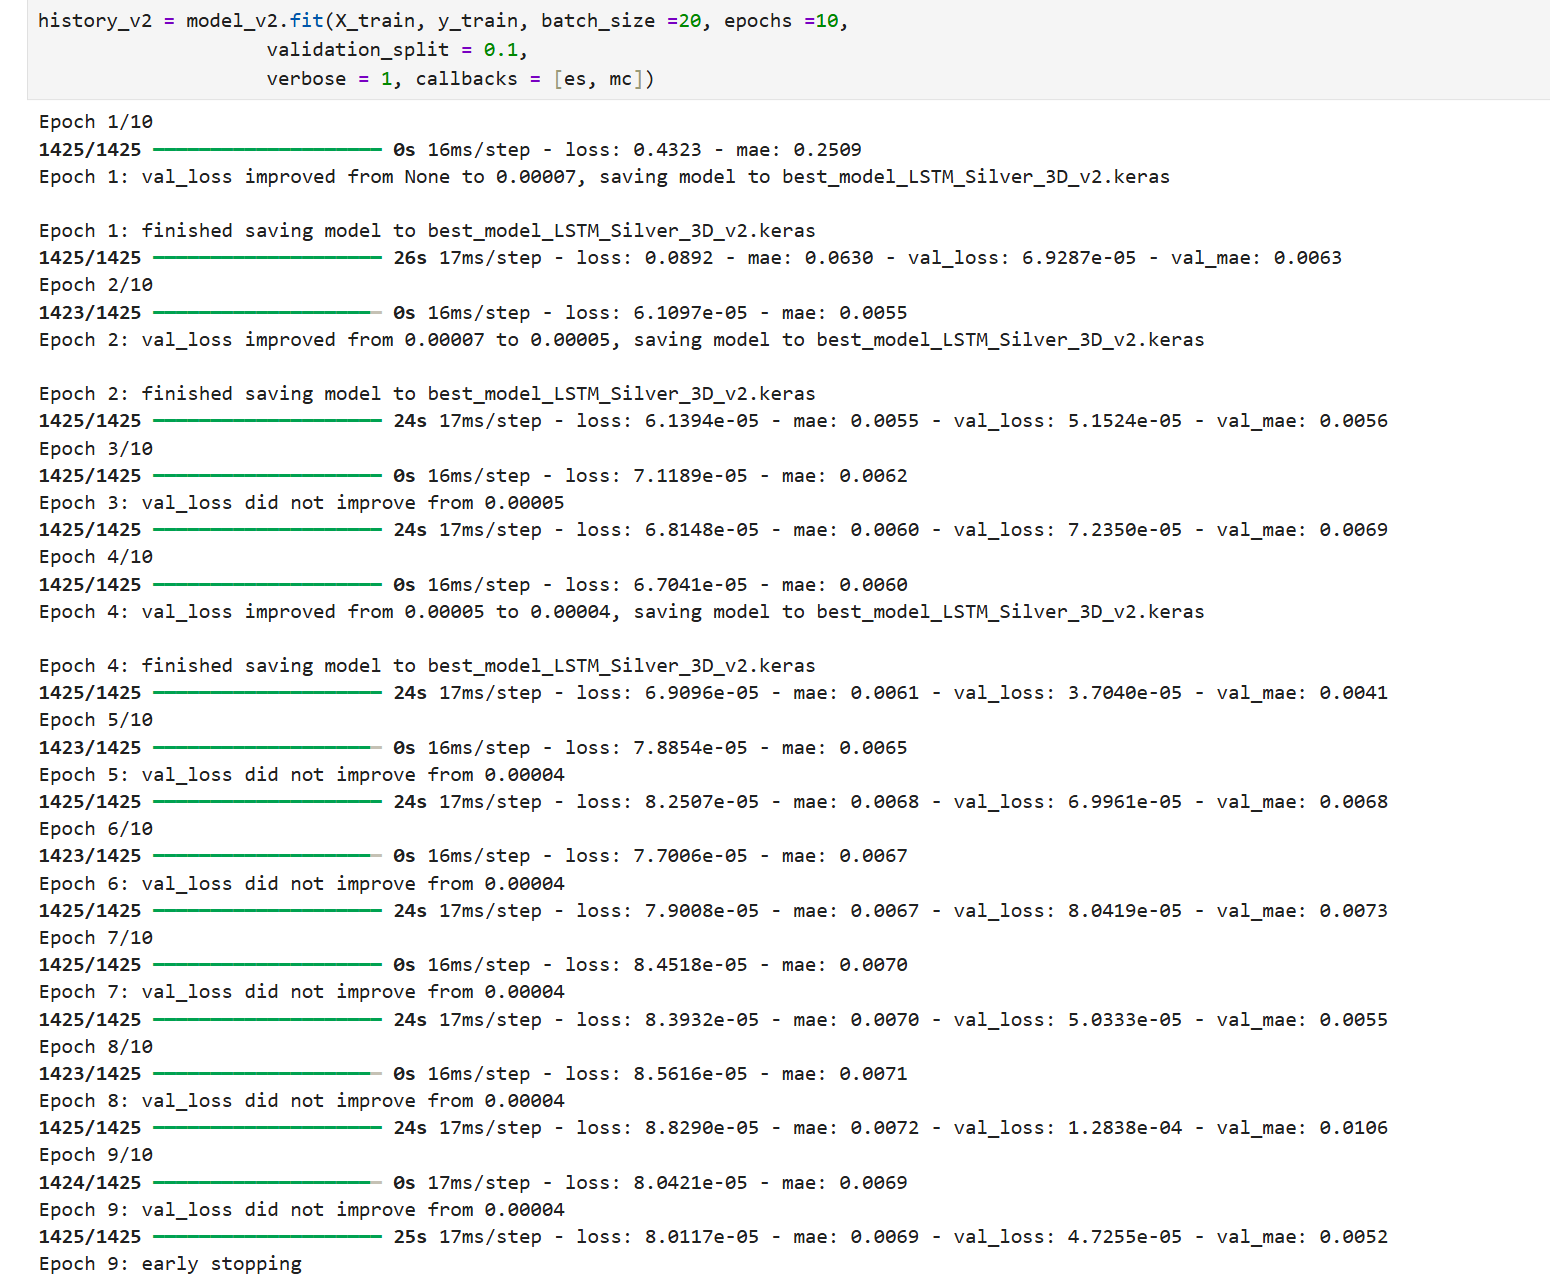 history_v2 = model_v2.fit(X_train, y_train, batch_size =20, epochs =10,
                    validation_split = 0.1,
                    verbose = 1, callbacks = [es, mc])
Epoch 1/10
1425/1425 0s 16ms/step - loss: 0.4323 - mae: 0.2509
Epoch 1: val_loss improved from None to 0.00007, saving model to best_model_LSTM_Silver_3D_v2.keras
Epoch 1: finished saving model to best_model_LSTM_Silver_3D_v2.keras
1425/1425 26s 17ms/step - loss: 0.0892 - mae: 0.0630 - val_loss: 6.9287e-05 - val_mae: 0.0063
Epoch 2/10
1423/1425 0s 16ms/step - loss: 6.1097e-05 - mae: 0.0055
Epoch 2: val_loss improved from 0.00007 to 0.00005, saving model to best_model_LSTM_Silver_3D_v2.keras
Epoch 2: finished saving model to best_model_LSTM_Silver_3D_v2.keras
1425/1425 24s 17ms/step - loss: 6.1394e-05 - mae: 0.0055 - val_loss: 5.1524e-05 - val_mae: 0.0056
Epoch 3/10
1425/1425 0s 16ms/step - loss: 7.1189e-05 - mae: 0.0062
Epoch 3: val_loss did not improve from 0.00005
1425/1425 24s 17ms/step - loss: 6.8148e-05 - mae: 0.0060 - val_loss: 7.2350e-05 - val_mae: 0.0069
Epoch 4/10
1425/1425 0s 16ms/step - loss: 6.7041e-05 - mae: 0.0060
Epoch 4: val_loss improved from 0.00005 to 0.00004, saving model to best_model_LSTM_Silver_3D_v2.keras
Epoch 4: finished saving model to best_model_LSTM_Silver_3D_v2.keras
1425/1425 24s 17ms/step - loss: 6.9096e-05 - mae: 0.0061 - val_loss: 3.7040e-05 - val_mae: 0.0041
Epoch 5/10
1423/1425 0s 16ms/step - loss: 7.8854e-05 - mae: 0.0065
Epoch 5: val_loss did not improve from 0.00004
1425/1425 24s 17ms/step - loss: 8.2507e-05 - mae: 0.0068 - val_loss: 6.9961e-05 - val_mae: 0.0068
Epoch 6/10
1423/1425 0s 16ms/step - loss: 7.7006e-05 - mae: 0.0067
Epoch 6: val_loss did not improve from 0.00004
1425/1425 24s 17ms/step - loss: 7.9008e-05 - mae: 0.0067 - val_loss: 8.0419e-05 - val_mae: 0.0073
Epoch 7/10
1425/1425 0s 16ms/step - loss: 8.4518e-05 - mae: 0.0070
Epoch 7: val_loss did not improve from 0.00004
1425/1425 24s 17ms/step - loss: 8.3932e-05 - mae: 0.0070 - val_loss: 5.0333e-05 - val_mae: 0.0055
Epoch 8/10
1423/1425 0s 16ms/step - loss: 8.5616e-05 - mae: 0.0071
Epoch 8: val_loss did not improve from 0.00004
1425/1425 24s 17ms/step - loss: 8.8290e-05 - mae: 0.0072 - val_loss: 1.2838e-04 - val_mae: 0.0106
Epoch 9/10
1424/1425 0s 17ms/step - loss: 8.0421e-05 - mae: 0.0069
Epoch 9: val_loss did not improve from 0.00004
1425/1425 25s 17ms/step - loss: 8.0117e-05 - mae: 0.0069 - val_loss: 4.7255e-05 - val_mae: 0.0052
Epoch 9: early stopping